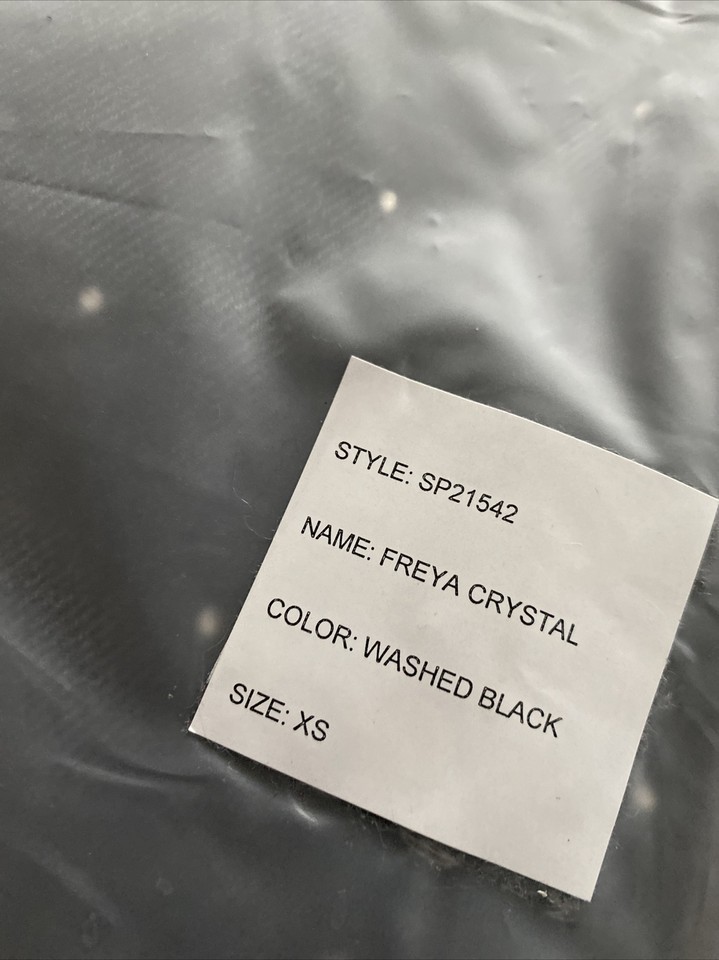 STYLE: SP21542
NAME: FREYA CRYSTAL
COLOR: WASHED BLACK
SIZE: XS